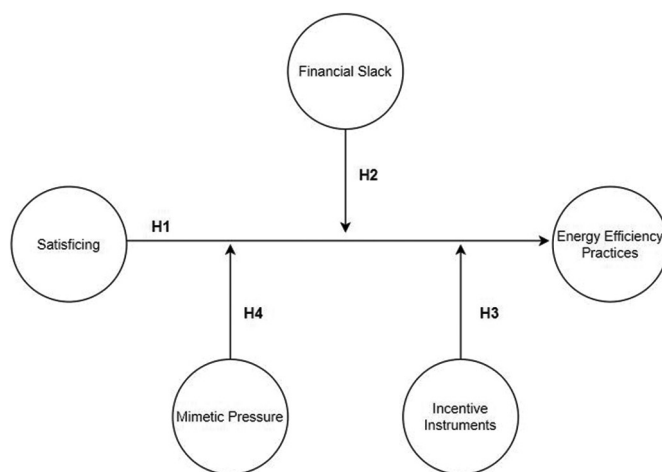 Financial Slack
H2
H1
Satisficing
Energy Efficiency
Practices
H4
H3
Mimetic Pressure
Incentive
Instruments